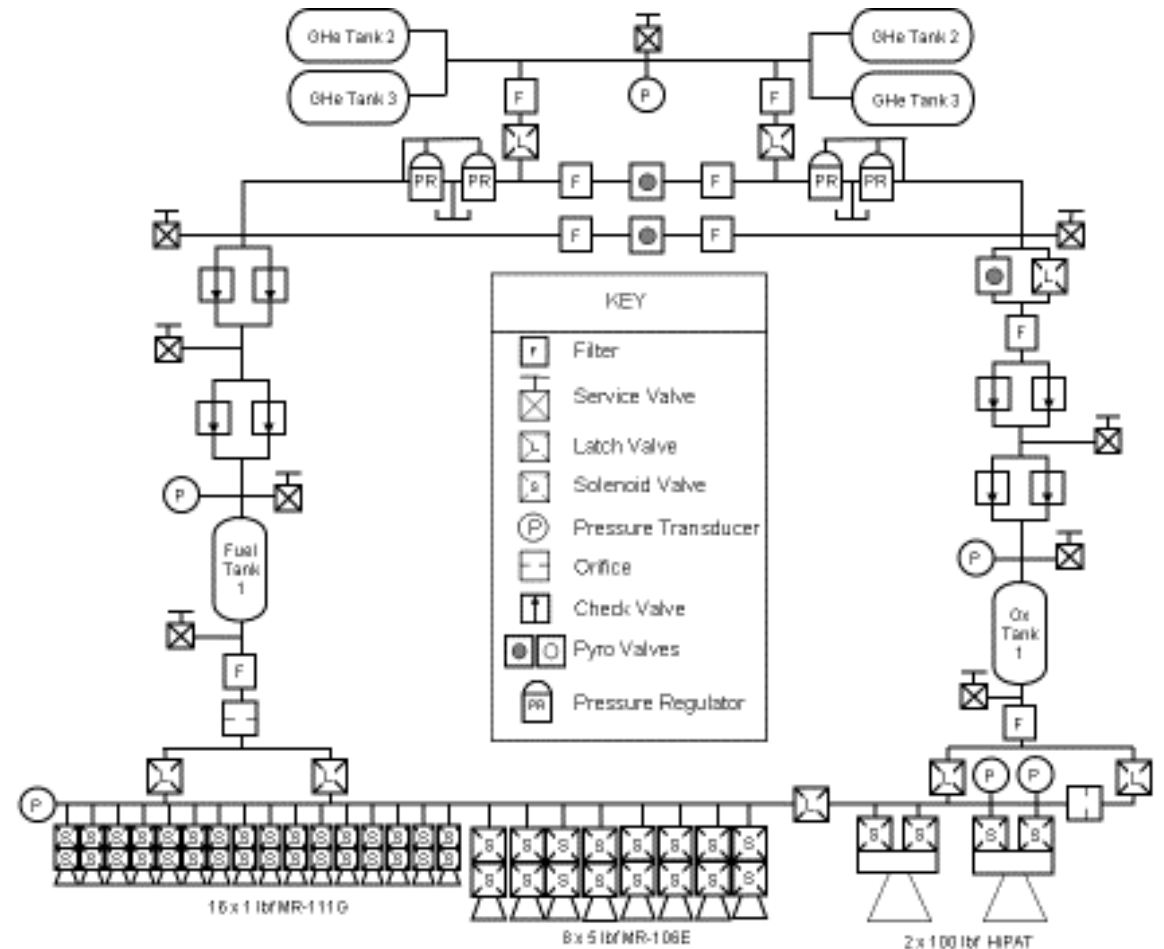 GHe Tank 2
GHe Tank 2
GHe Tank 3
GHe Tank 3
P
F
F
L
L
PR
PR
F
F
PR
PR
F
F
L
KEY
F
F
Filter
Service Valve
L
Latch Valve
S
Solenoid Valve
P
P
Pressure Transducer
Fuel
Tank
1
P
Orifice
Check Valve
Ox
Tank
1
Pyro Valves
F
PR
Pressure Regulator
F
L
L
L
P
P
L
P
L
S S S S S S S S S S S S S S S S
S S S S S S S S S S S S S S S S
S S S S S S S S
S S S S S S S S
S
S
S
S
16 x 1 lbf MR-111G
8 x 5 lbf MR-106E
2 x 100 lbf HiPAT